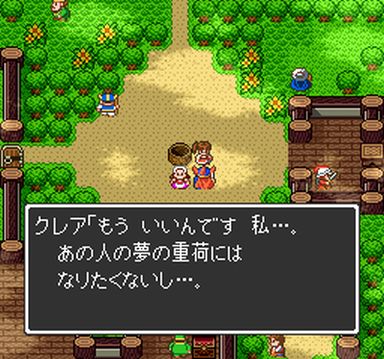 クレア「もう いいんです 私…。
あの人の夢の重荷には
なりたくないし…。